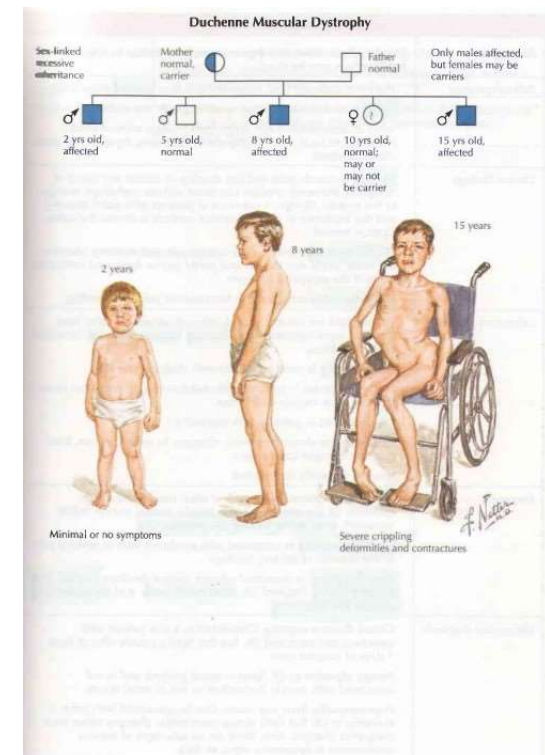 Duchenne Muscular Dystrophy
Sex-linked
recessive
inheritance
Mother
normal,
carrier
Father
normal
Only males affected,
but females may be
carriers
♂
♂
♂
♀ ?
♂
2 yrs old,
affected
5 yrs old,
normal
8 yrs old,
affected
10 yrs old,
normal;
may or
may not
be carrier
15 yrs old,
affected
2 years
8 years
15 years
Minimal or no symptoms
Severe crippling
deformities and contractures
F. Netter
M.D.